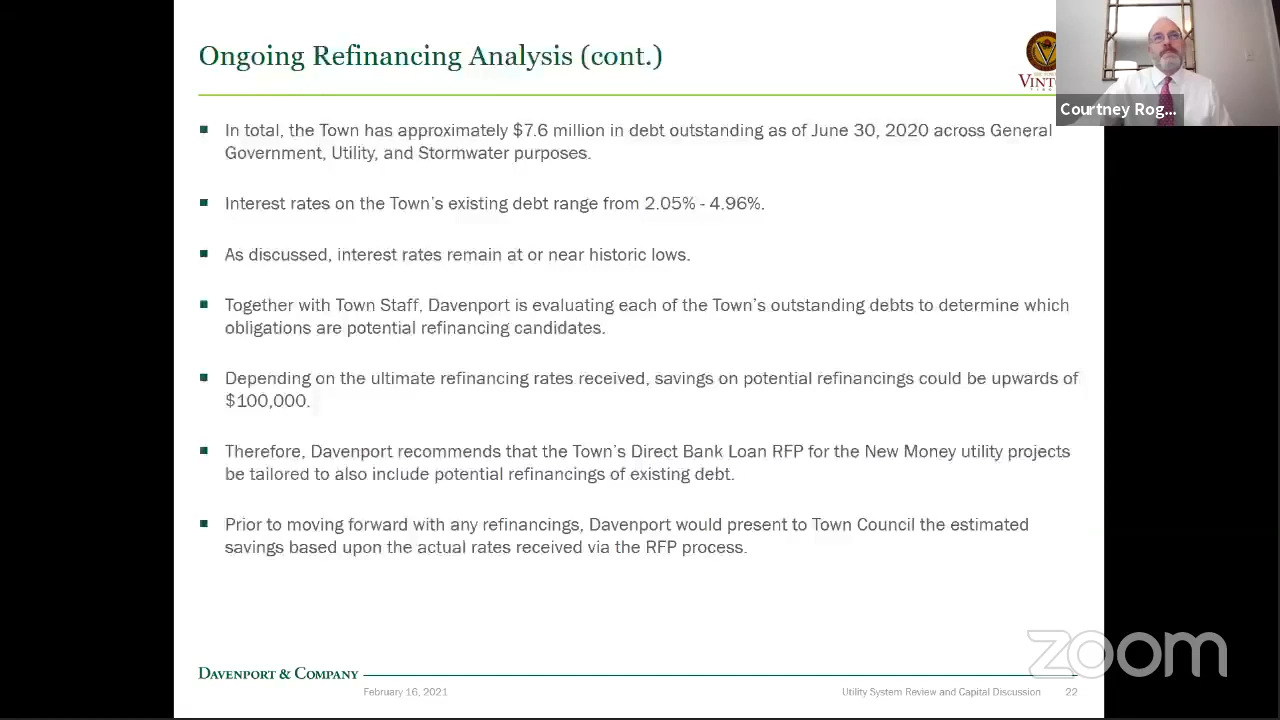 Ongoing Refinancing Analysis (cont.)
Courtney Rog...
In total, the Town has approximately $7.6 million in debt outstanding as of June 30, 2020 across General
Government, Utility, and Stormwater purposes.
Interest rates on the Town's existing debt range from 2.05% - 4.96%.
As discussed, interest rates remain at or near historic lows.
Together with Town Staff, Davenport is evaluating each of the Town's outstanding debts to determine which
obligations are potential refinancing candidates.
Depending on the ultimate refinancing rates received, savings on potential refinancings could be upwards of
$100,000.
Therefore, Davenport recommends that the Town's Direct Bank Loan RFP for the New Money utility projects
be tailored to also include potential refinancings of existing debt.
Prior to moving forward with any refinancings, Davenport would present to Town Council the estimated
savings based upon the actual rates received via the RFP process.
zoom
DAVENPORT & COMPANY
February 16, 2021 Utility System Review and Capital Discussion 22